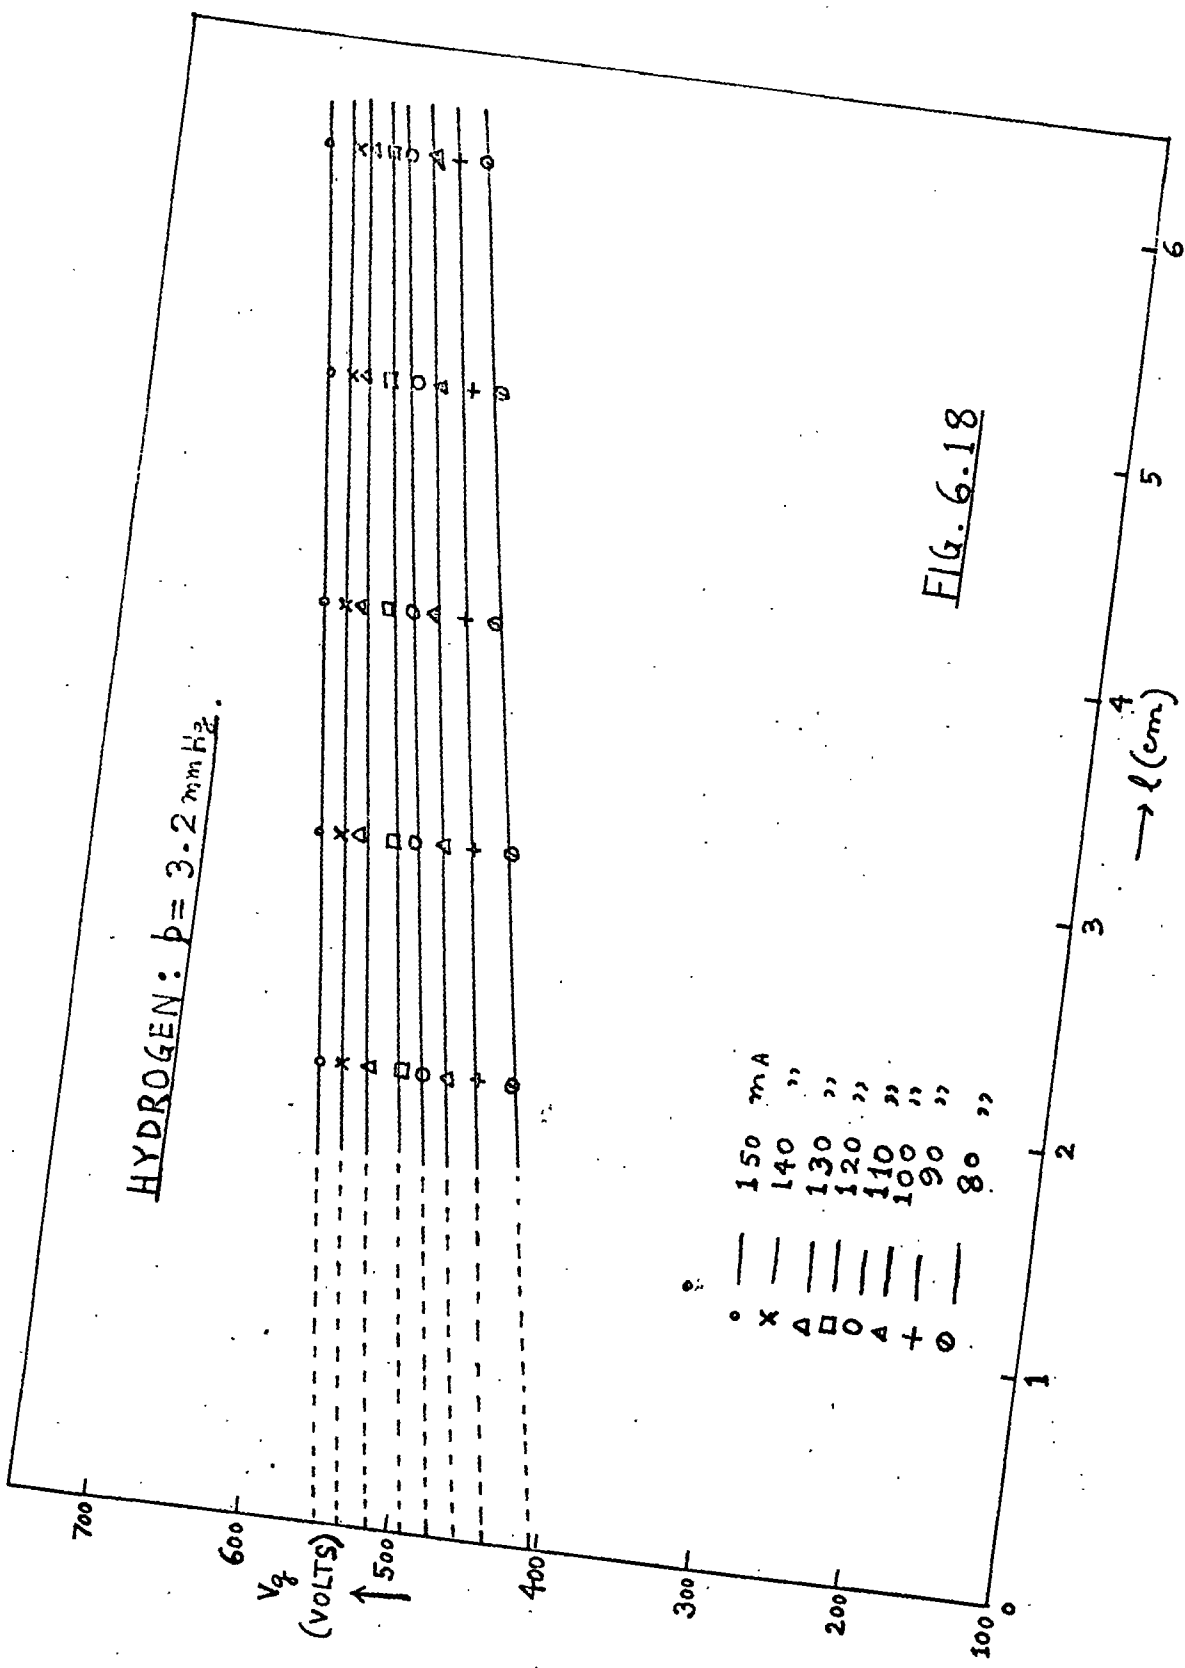 HYDROGEN: p= 3.2 mm Hg.
Vg
(VOLTS)
↑
700
600
500
400
300
200
100
0
1
2
3
4
5
6
→ l (cm)
o —— 150 mA
x —— 140 ,,
△ —— 130 ,,
□ —— 120 ,,
O —— 110 ,,
△ —— 100 ,,
+ —— 90 ,,
⊘ —— 80 ,,
FIG. 6.18